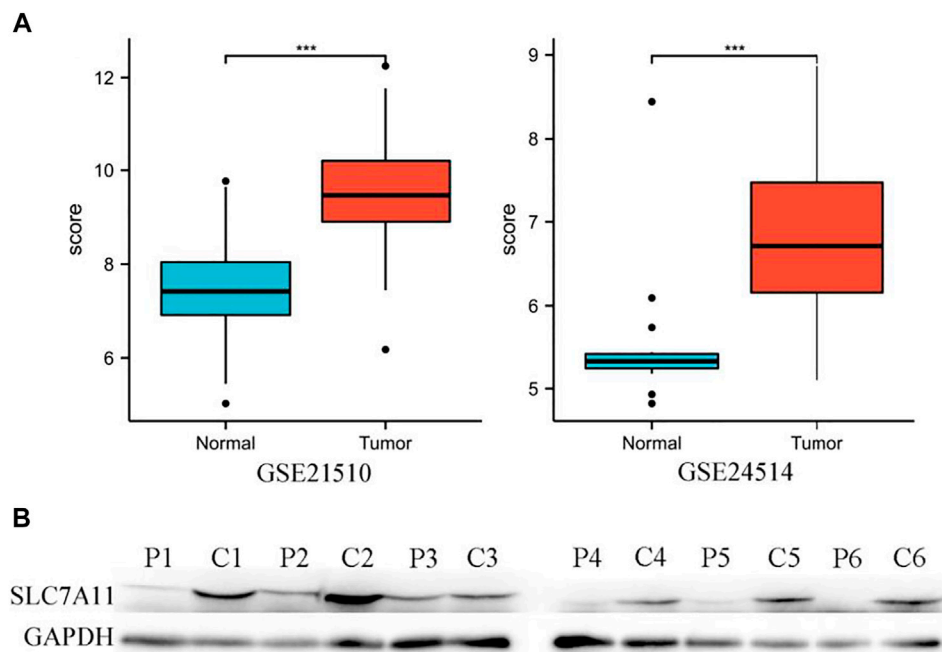 A
***
12
10
8
6
score
Normal Tumor
GSE21510
***
9
8
7
6
5
score
Normal Tumor
GSE24514
B
P1 C1 P2 C2 P3 C3 P4 C4 P5 C5 P6 C6
SLC7A11
GAPDH